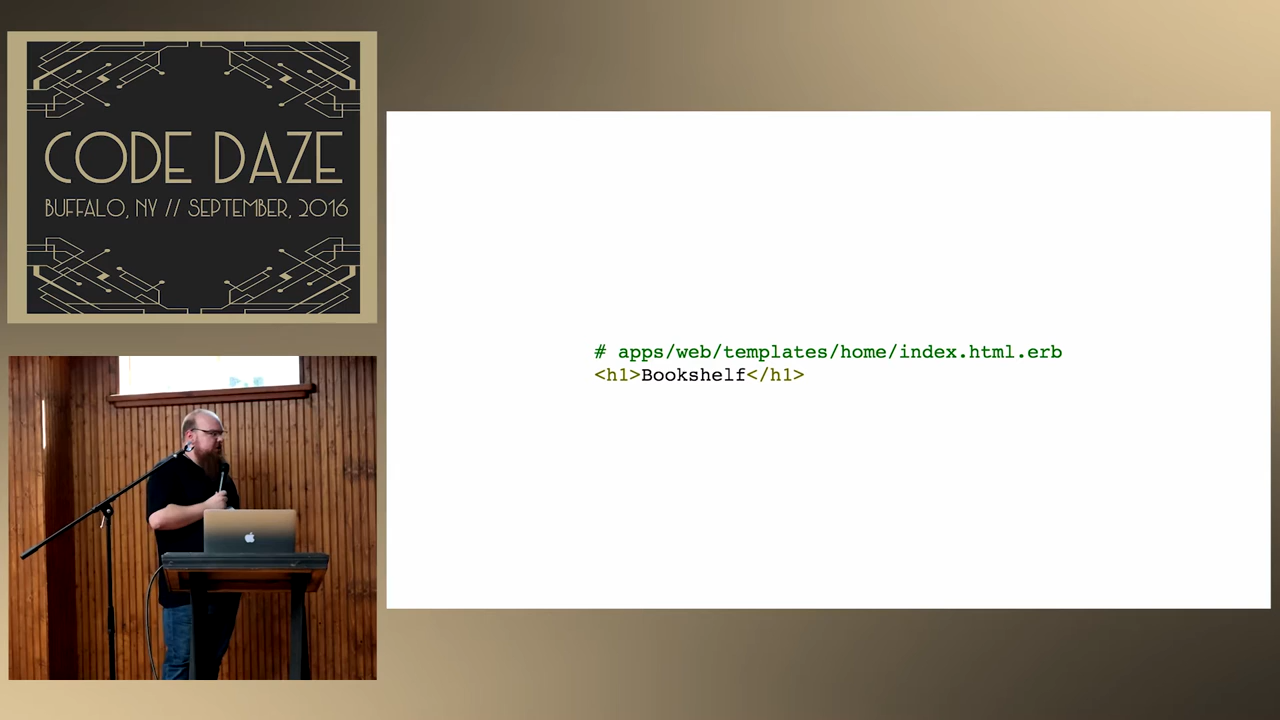 CODE DAZE
BUFFALO, NY // SEPTEMBER, 2016
# apps/web/templates/home/index.html.erb
<h1>Bookshelf</h1>